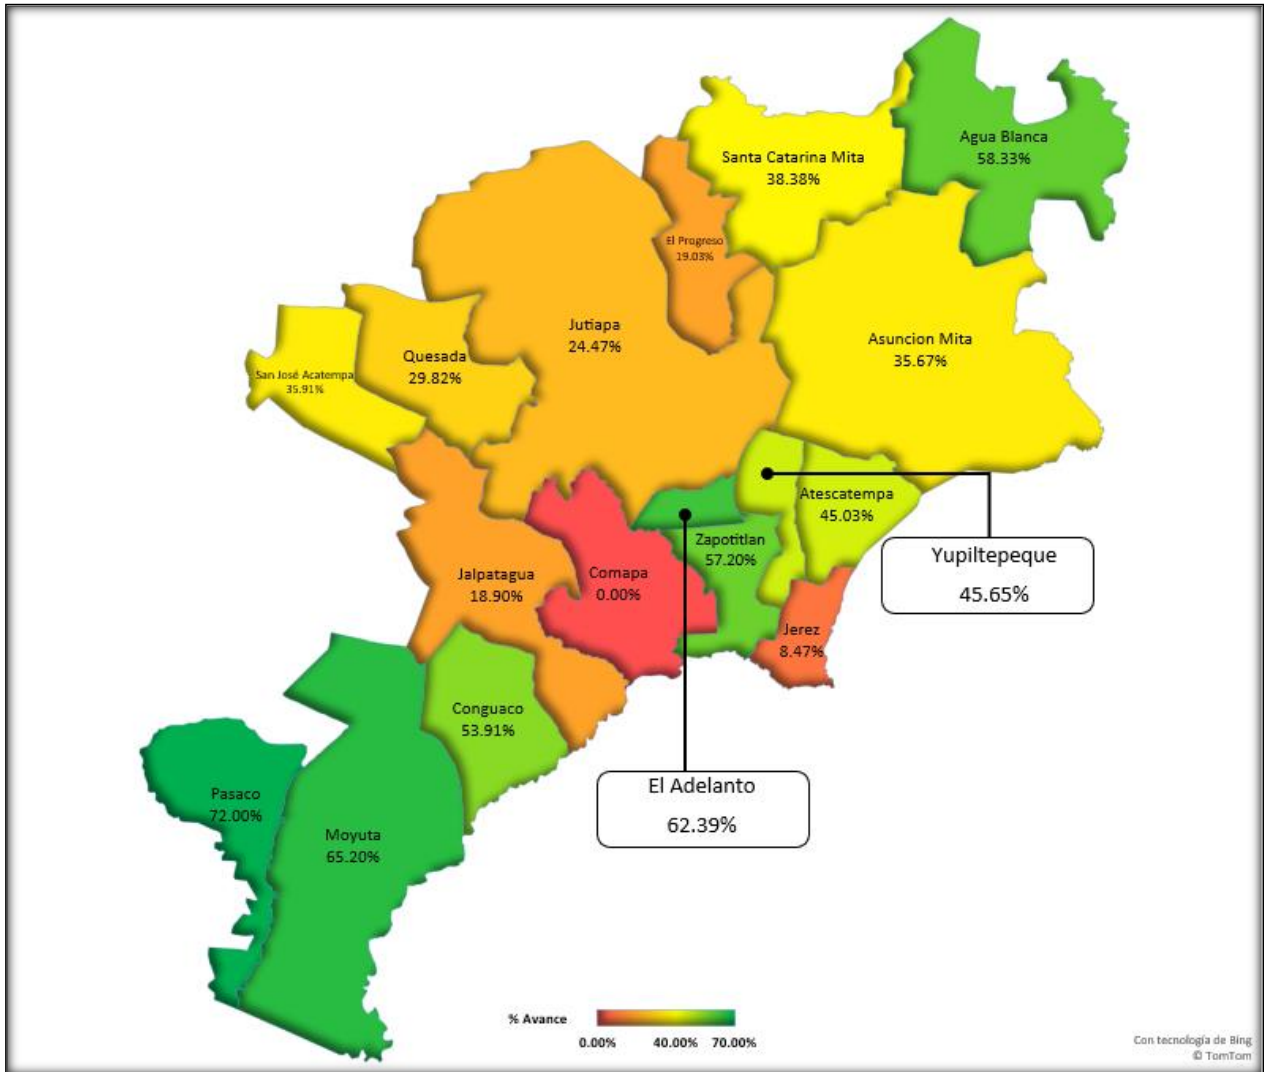 Agua Blanca
58.33%
Santa Catarina Mita
38.38%
El Progreso
19.03%
Jutiapa
24.47%
Asuncion Mita
35.67%
Quesada
29.82%
San José Acatempa
35.91%
Atescatempa
45.03%
Zapotitlan
57.20%
Yupiltepeque
45.65%
Jalpatagua
18.90%
Comapa
0.00%
Jerez
8.47%
Conguaco
53.91%
El Adelanto
62.39%
Pasaco
72.00%
Moyuta
65.20%
% Avance
0.00% 40.00% 70.00%
Con tecnología de Bing
© TomTom